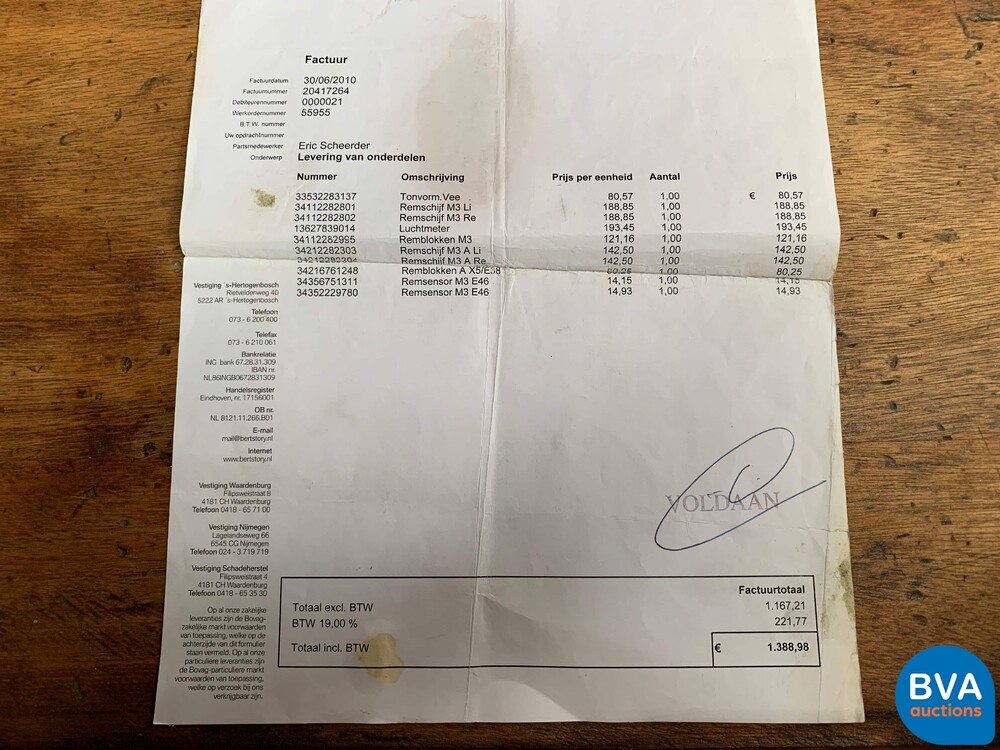 Factuur
Factuurdatum 30/06/2010
Factuurnummer 20417264
Debiteurennummer 0000021
Werkordernummer 55955
B.T.W. nummer
Uw opdrachtnummer
Partsmedewerker Eric Scheerder
Onderwerp Levering van onderdelen
Nummer Omschrijving Prijs per eenheid Aantal Prijs
33532283137 Tonvorm.Vee 80,57 1,00 € 80,57
34112282801 Remschijf M3 Li 188,85 1,00 188,85
34112282802 Remschijf M3 Re 188,85 1,00 188,85
13627839014 Luchtmeter 193,45 1,00 193,45
34112282995 Remblokken M3 121,16 1,00 121,16
34212282303 Remschijf M3 A Li 142,50 1,00 142,50
34212282304 Remschijf M3 A Re 142,50 1,00 142,50
34216761248 Remblokken A X5/E38 80,25 1,00 80,25
34356751311 Remsensor M3 E46 14,15 1,00 14,15
34352229780 Remsensor M3 E46 14,93 1,00 14,93
Vestiging 's-Hertogenbosch
Rietveldenweg 40
5222 AR 's-Hertogenbosch
Telefoon
073 - 6 200 400
Telefax
073 - 6 210 061
Bankrelatie
ING bank 67.28.31.309
IBAN nr.
NL86INGB0672831309
Handelsregister
Eindhoven, nr. 17156001
OB nr.
NL 8121.11.266.B01
E-mail
mail@bertstory.nl
Internet
www.bertstory.nl
Vestiging Waardenburg
Filipsweistraat 8
4181 CH Waardenburg
Telefoon 0418 - 65 71 00
Vestiging Nijmegen
Lagelandseweg 66
6545 CG Nijmegen
Telefoon 024 - 3 719 719
Vestiging Schadeherstel
Filipsweistraat 4
4181 CH Waardenburg
Telefoon 0418 - 65 35 30
Op al onze zakelijke
leveranties zijn de Bovag-
zakelijke markt voorwaarden
van toepassing, welke op de
achterzijde van dit formulier
staan vermeld. Op al onze
particuliere leveranties zijn
de Bovag-particuliere markt
voorwaarden van toepassing,
welke op verzoek bij ons
verkrijgbaar zijn.
VOLDAAN
Factuurtotaal
Totaal excl. BTW 1.167,21
BTW 19,00 % 221,77
Totaal incl. BTW € 1.388,98
BVA
auctions